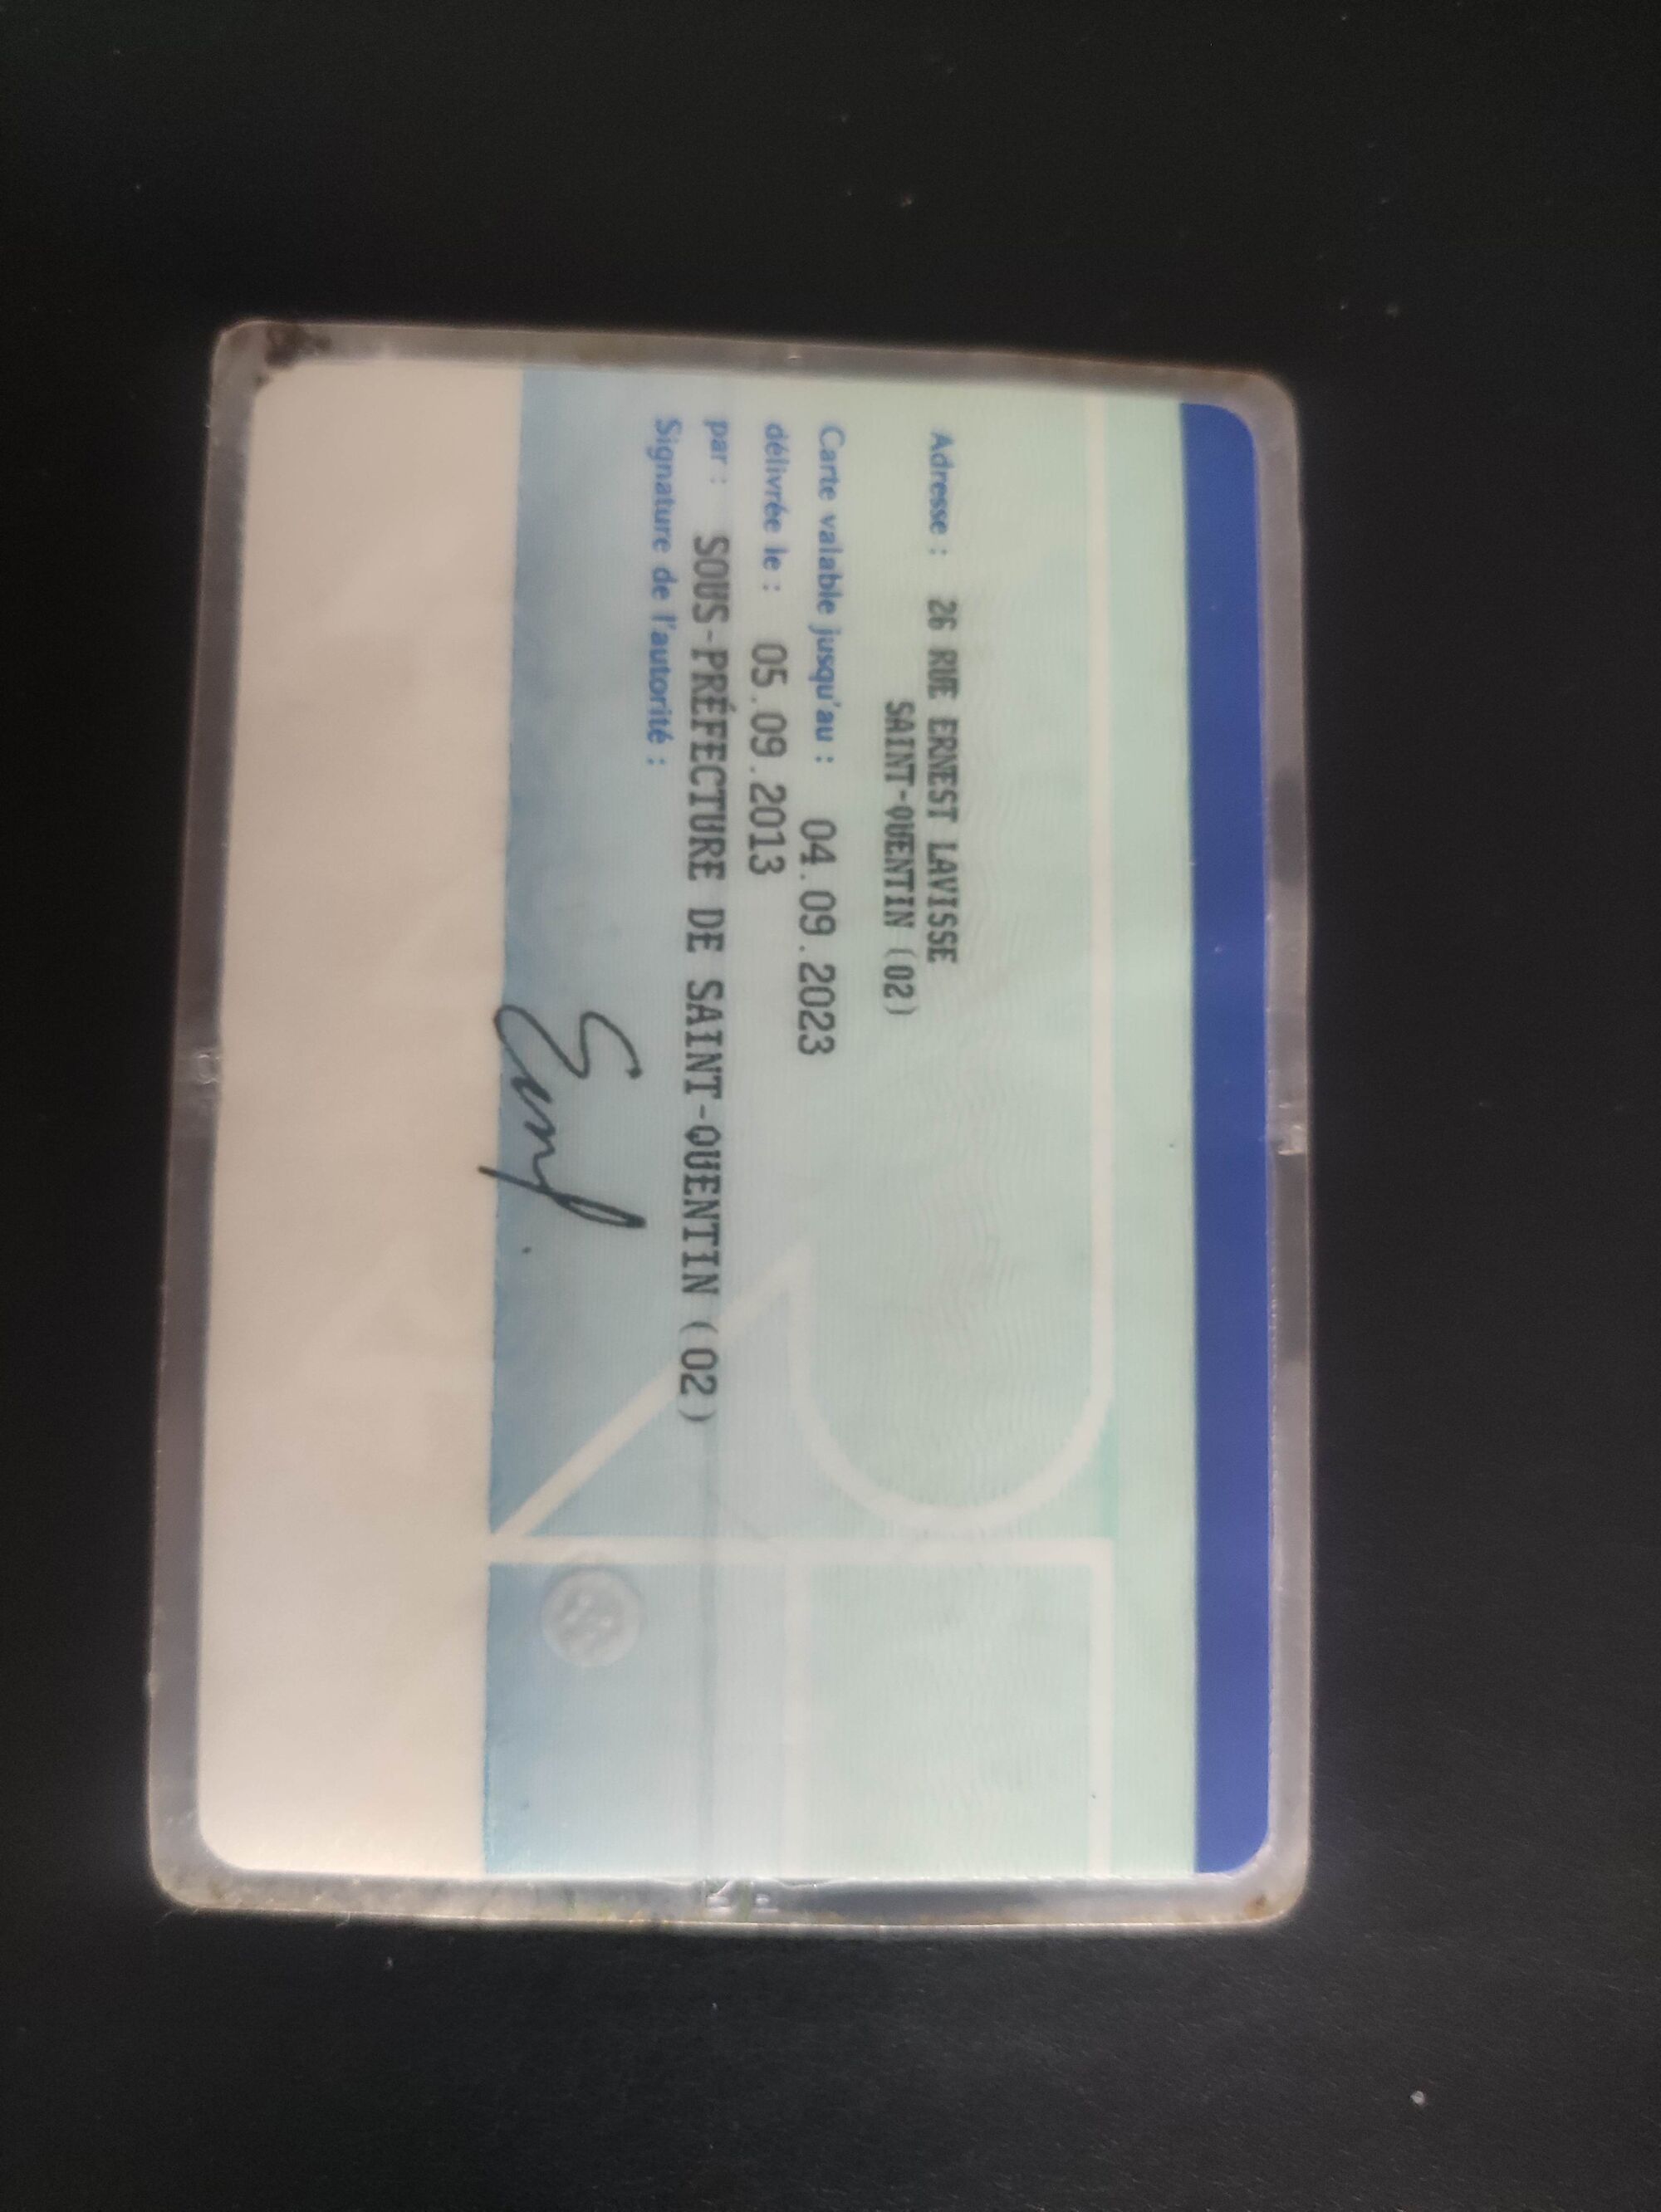 Adresse : 26 RUE ERNEST LAVISSE
SAINT-QUENTIN (02)
Carte valable jusqu'au : 04.09.2023
délivrée le : 05.09.2013
par : SOUS-PRÉFECTURE DE SAINT-QUENTIN (02)
Signature de l'autorité :